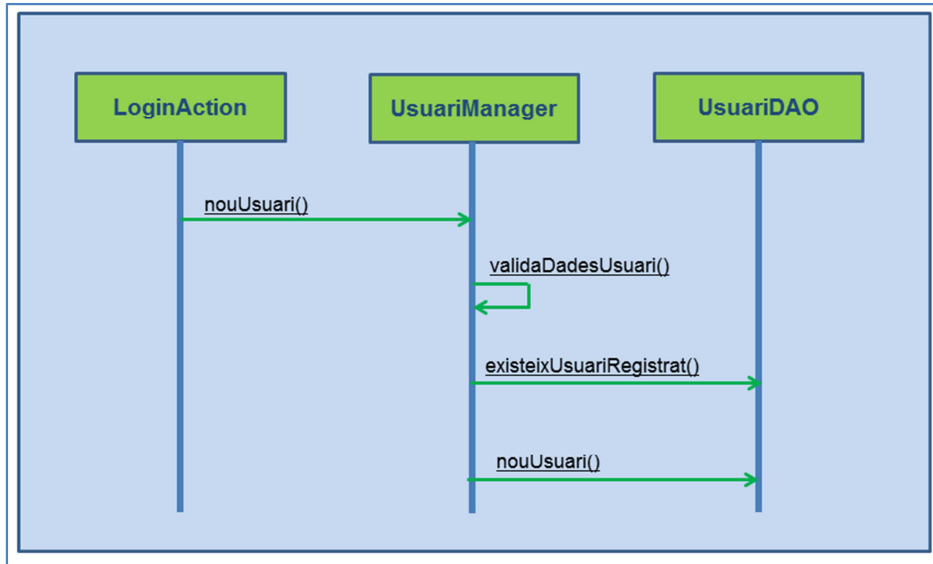 LoginAction
UsuariManager
UsuariDAO
nouUsuari()
validaDadesUsuari()
existeixUsuariRegistrat()
nouUsuari()